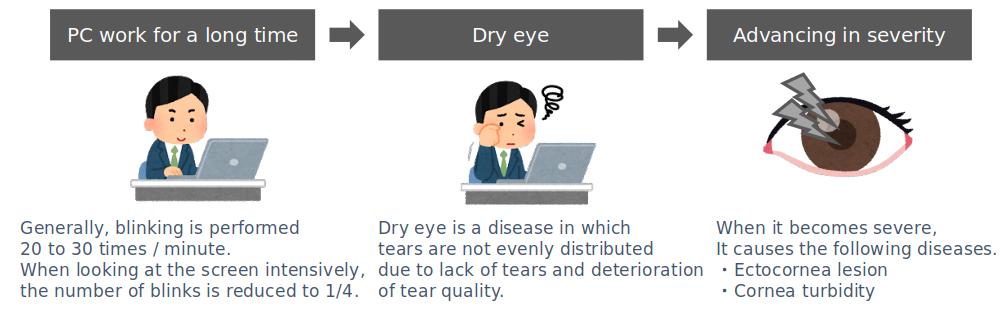 PC work for a long time
Dry eye
Advancing in severity
Generally, blinking is performed
20 to 30 times / minute.
When looking at the screen intensively,
the number of blinks is reduced to 1/4.
Dry eye is a disease in which
tears are not evenly distributed
due to lack of tears and deterioration
of tear quality.
When it becomes severe,
It causes the following diseases.
・Ectocornea lesion
・Cornea turbidity